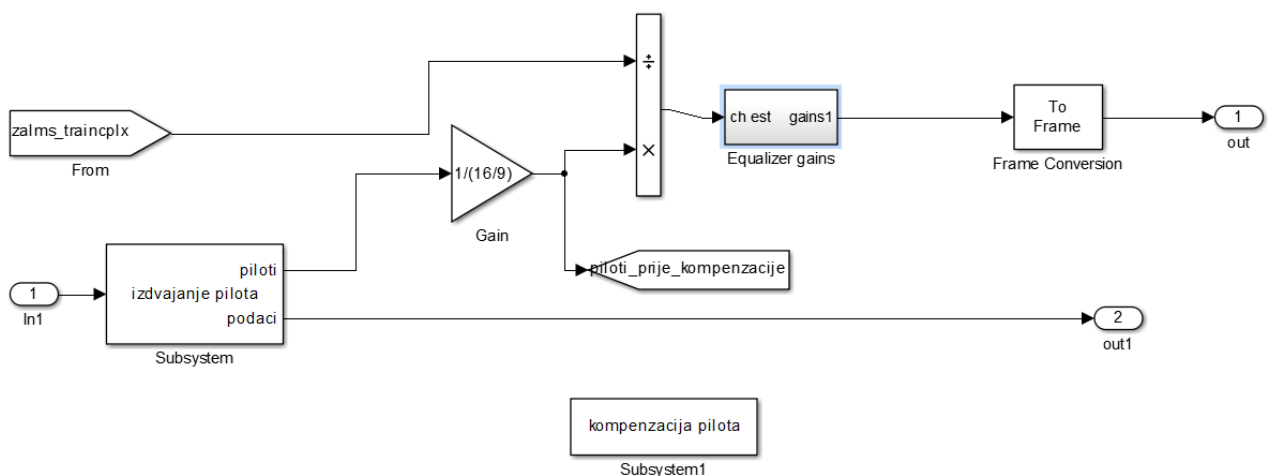 ÷
zalms_traincplx
From
1/(16/9)
Gain
×
ch est
gains1
Equalizer gains
To
Frame
Frame Conversion
1
out
piloti
izdvajanje pilota
podaci
Subsystem
1
In1
piloti_prije_kompenzacije
2
out1
kompenzacija pilota
Subsystem1